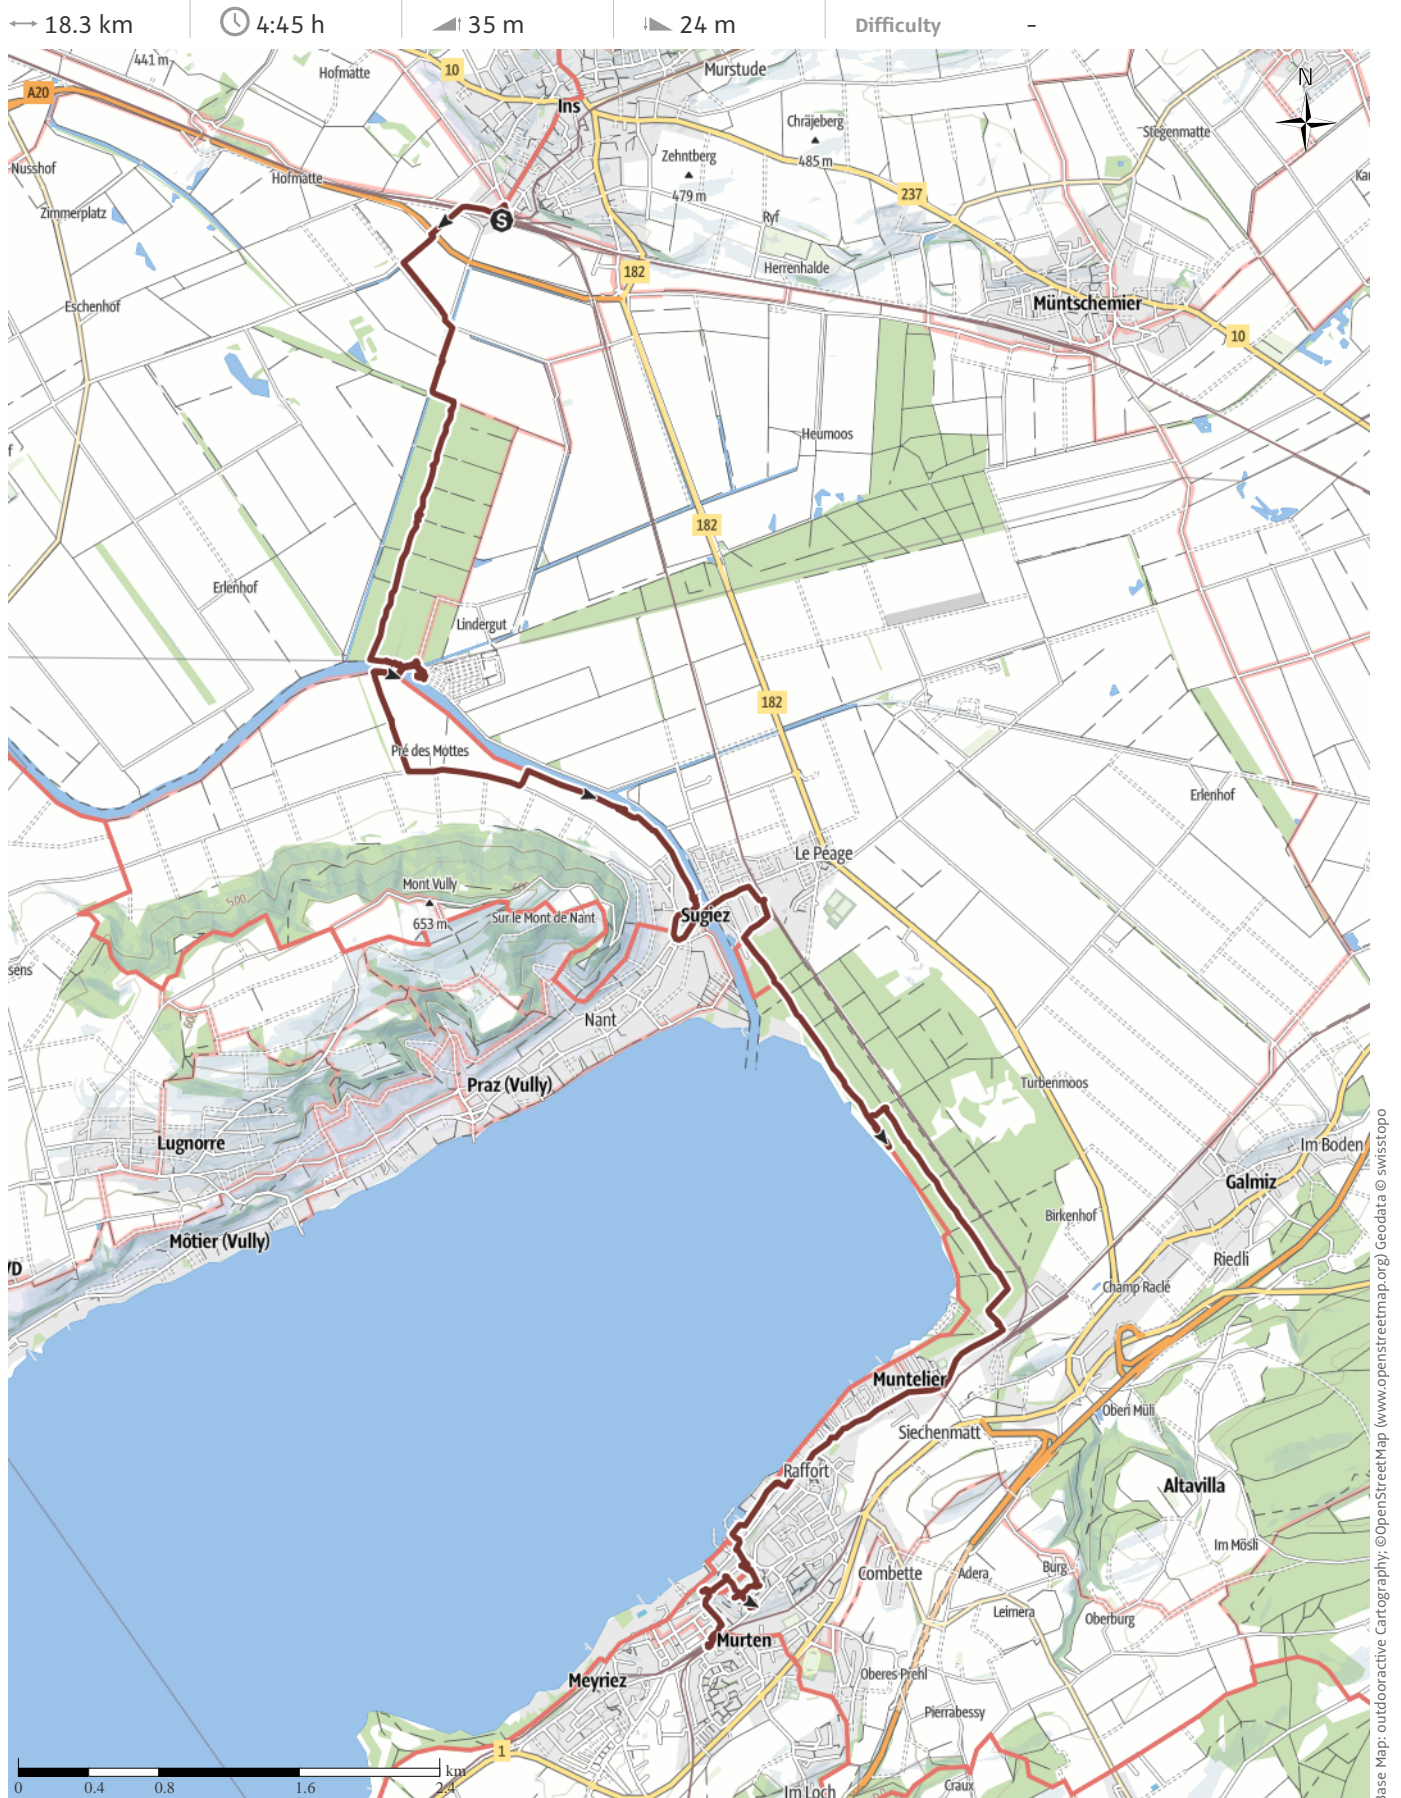 18.3 km
4:45 h
35 m
24 m
Difficulty
-
441 m
Hofmatte
10
Murstude
N
A20
Ins
Chräjeberg
485 m
Stegenmatte
Nusshof
Zehntberg
479 m
Hofmatte
237
Zimmerplatz
S
Ryf
182
Herrenhalde
Eschenhof
Müntschemier
10
Heumoos
182
Erlenhof
Lindergut
182
Pré des Mottes
Erlenhof
Le Péage
Mont Vully
653 m
500
600
Sur le Mont de Nant
Sugiez
Nant
600
Praz (Vully)
Turbenmoos
Lugnorre
Im Boden
Galmiz
Birkenhof
Môtier (Vully)
Riedli
Champ Raclé
Muntelier
Oberi Müli
Siechenmatt
Raffort
Altavilla
Im Mösli
Combette
Adera
Burg
Leimera
Oberburg
Murten
Oberes Prehl
Meyriez
Pierrabessy
1
km
0
0.4
0.8
1.6
2.4
Im Loch
Craux
Base Map: outdooractive Cartography; ©OpenStreetMap (www.openstreetmap.org) Geodata © swisstopo